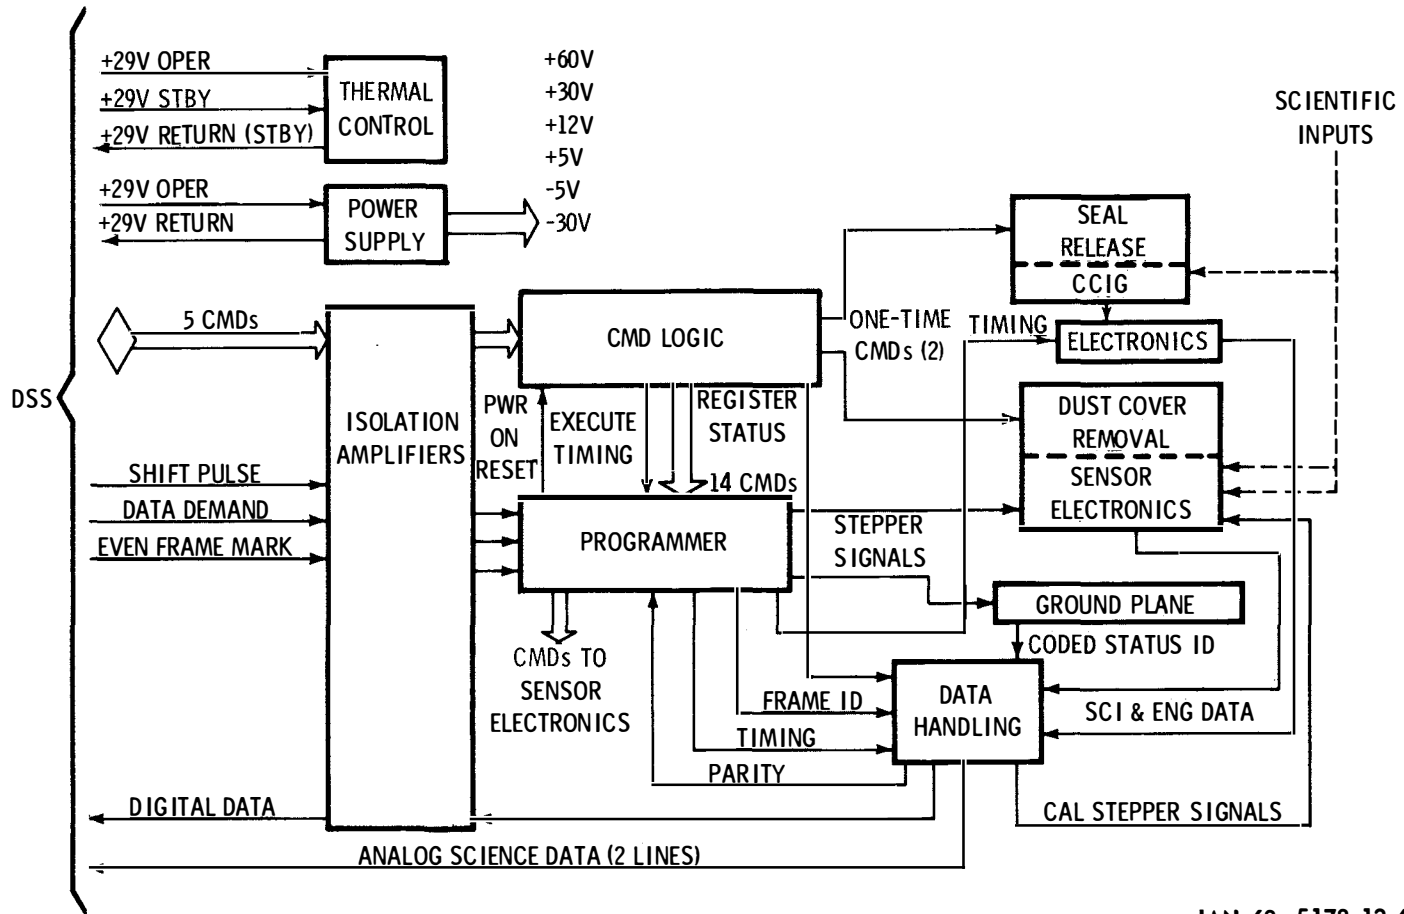 +29V OPER
+29V STBY
+29V RETURN (STBY)
THERMAL
CONTROL
+29V OPER
+29V RETURN
POWER
SUPPLY
+60V
+30V
+12V
+5V
-5V
-30V
SCIENTIFIC
INPUTS
SEAL
RELEASE
CCIG
5 CMDs
CMD LOGIC
ONE-TIME
CMDs (2)
TIMING
ELECTRONICS
DSS
ISOLATION
AMPLIFIERS
PWR
ON
RESET
EXECUTE
TIMING
REGISTER
STATUS
14 CMDs
DUST COVER
REMOVAL
SENSOR
ELECTRONICS
SHIFT PULSE
DATA DEMAND
EVEN FRAME MARK
PROGRAMMER
STEPPER
SIGNALS
GROUND PLANE
CODED STATUS ID
CMDs TO
SENSOR
ELECTRONICS
FRAME ID
TIMING
PARITY
DATA
HANDLING
SCI & ENG DATA
DIGITAL DATA
CAL STEPPER SIGNALS
ANALOG SCIENCE DATA (2 LINES)